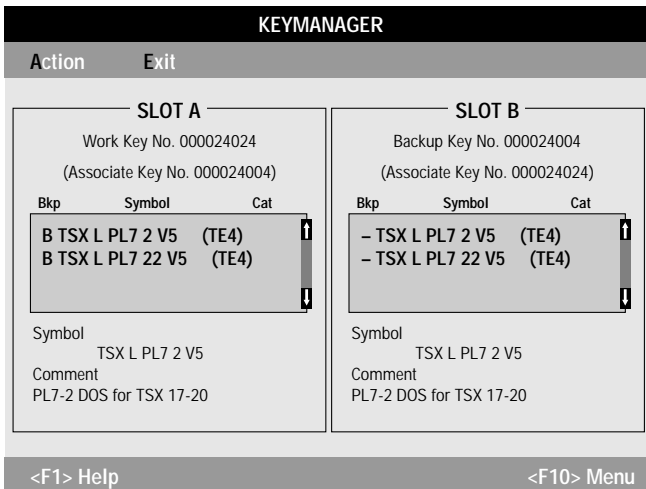 KEYMANAGER
Action Exit
SLOT A
Work Key No. 000024024
(Associate Key No. 000024004)
Bkp Symbol Cat
B TSX L PL7 2 V5 (TE4)
B TSX L PL7 22 V5 (TE4)
Symbol
TSX L PL7 2 V5
Comment
PL7-2 DOS for TSX 17-20
SLOT B
Backup Key No. 000024004
(Associate Key No. 000024024)
Bkp Symbol Cat
– TSX L PL7 2 V5 (TE4)
– TSX L PL7 22 V5 (TE4)
Symbol
TSX L PL7 2 V5
Comment
PL7-2 DOS for TSX 17-20
<F1> Help <F10> Menu